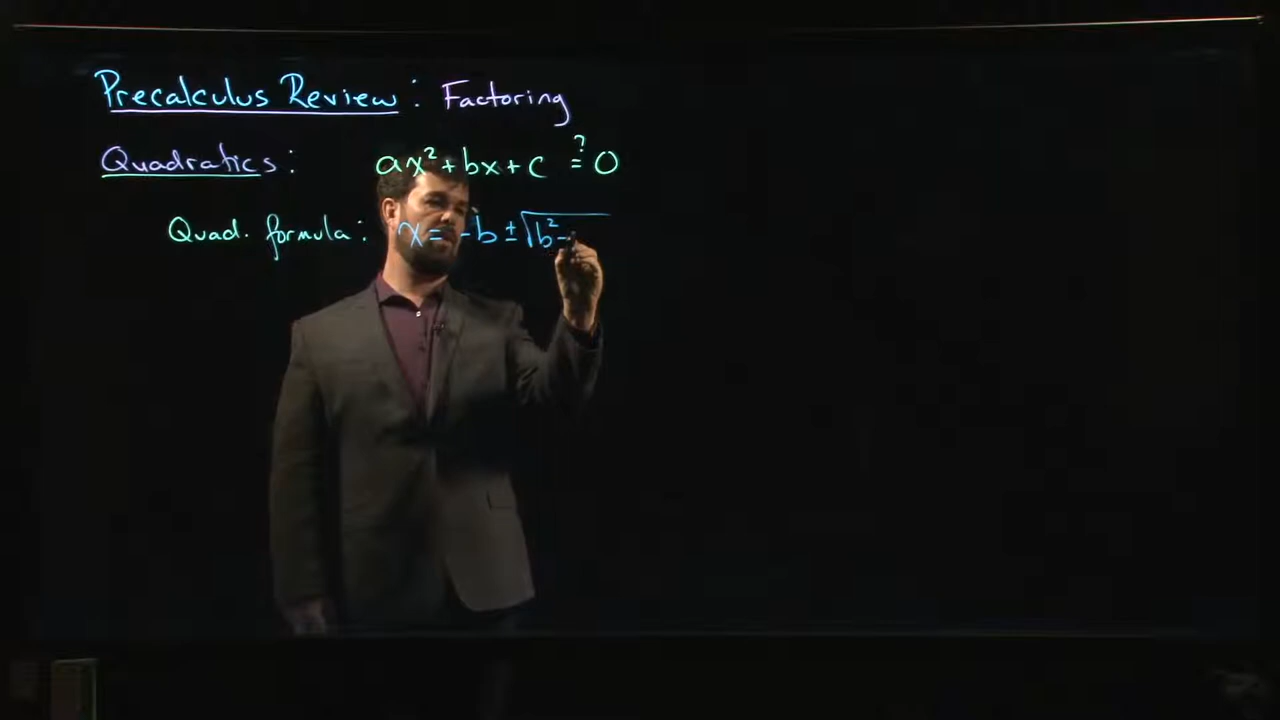 Precalculus Review: Factoring
Quadratics: ax²+bx+c ?= 0
Quad. formula: x = -b ± √b²-